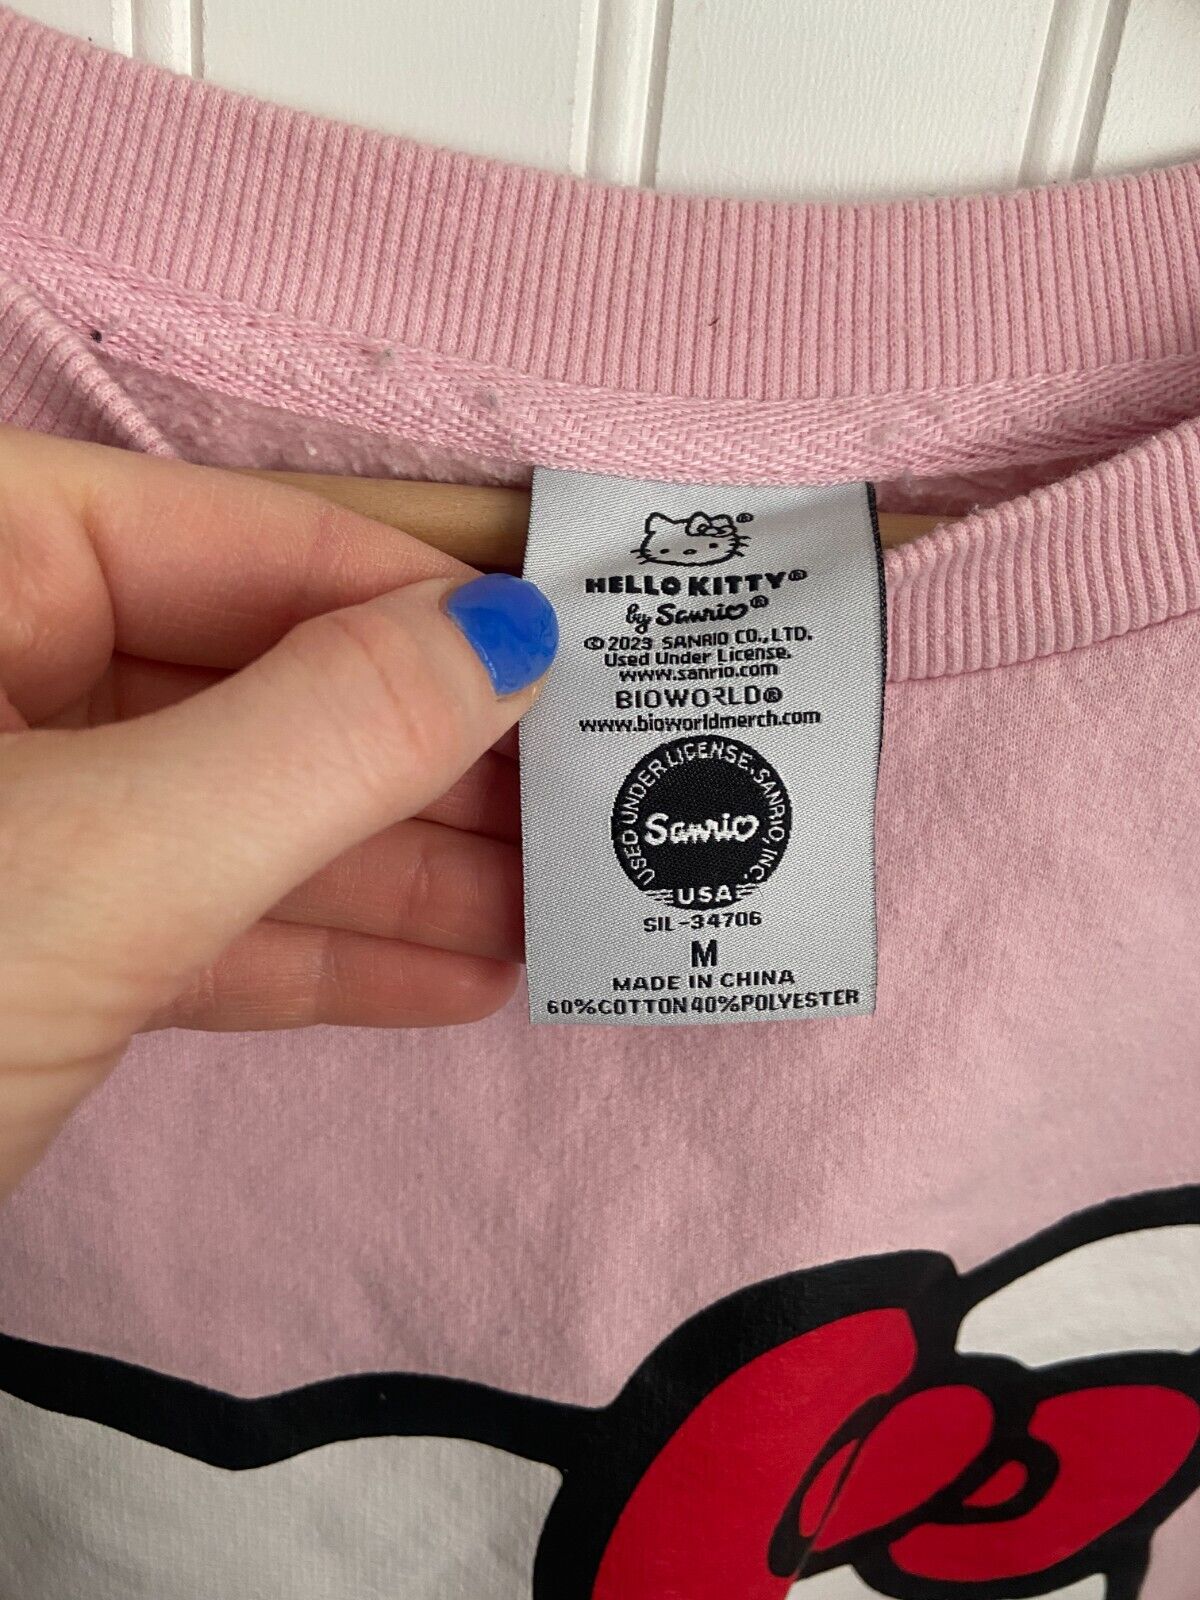 HELLO KITTY®
by Sanrio®
© 2023 SANRIO CO., LTD.
Used Under License.
www.sanrio.com
BIOWORLD®
www.bioworldmerch.com
USED UNDER LICENSE. SANRIO, INC.
Sanrio
USA
SIL-34706
M
MADE IN CHINA
60%COTTON 40%POLYESTER